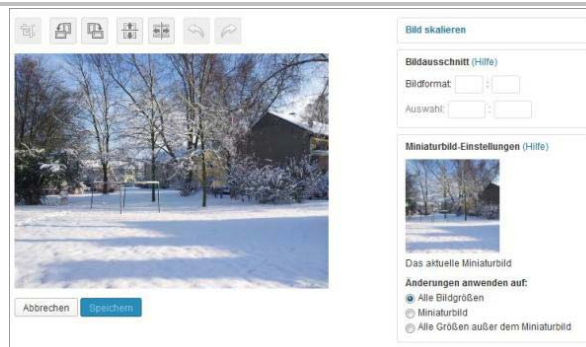 Bild skalieren
Bildausschnitt (Hilfe)
Bildformat: :
Auswahl: :
Miniaturbild-Einstellungen (Hilfe)
Das aktuelle Miniaturbild
Änderungen anwenden auf:
Alle Bildgrößen
Miniaturbild
Alle Größen außer dem Miniaturbild
Abbrechen Speichern